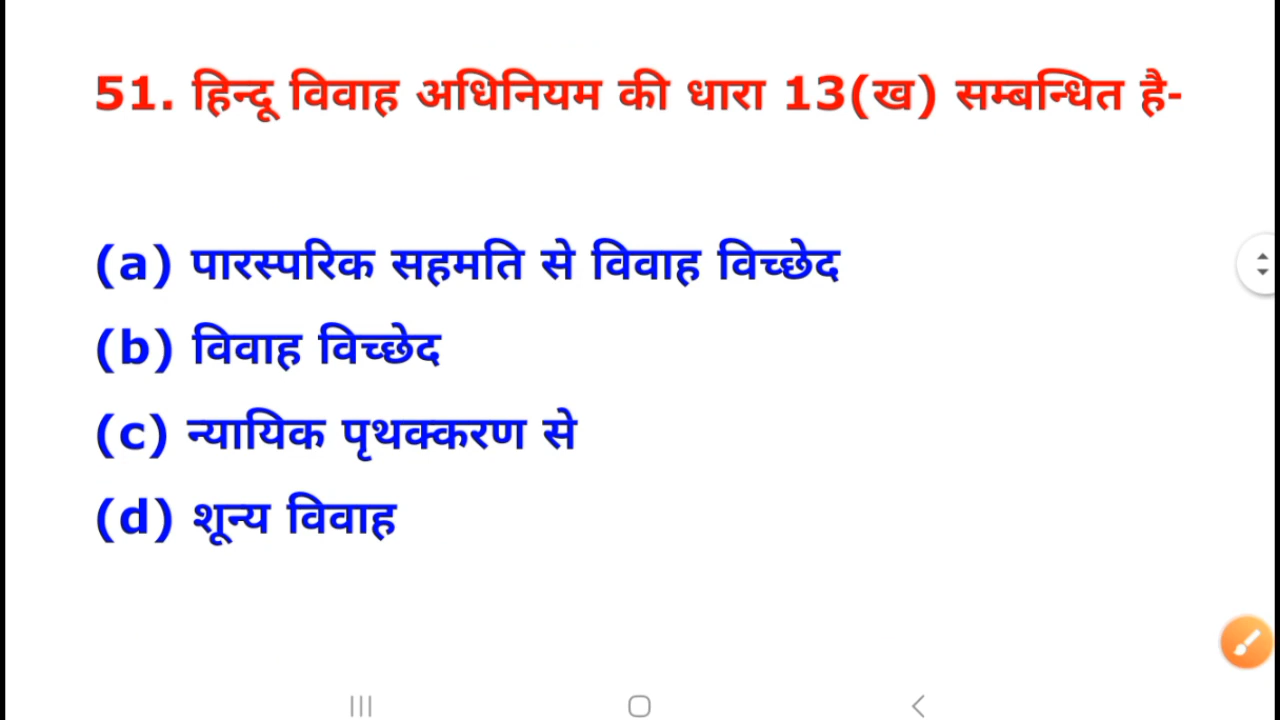 51. हिन्दू विवाह अधिनियम की धारा 13(ख) सम्बन्धित है-
(a) पारस्परिक सहमति से विवाह विच्छेद
(b) विवाह विच्छेद
(c) न्यायिक पृथक्करण से
(d) शून्य विवाह